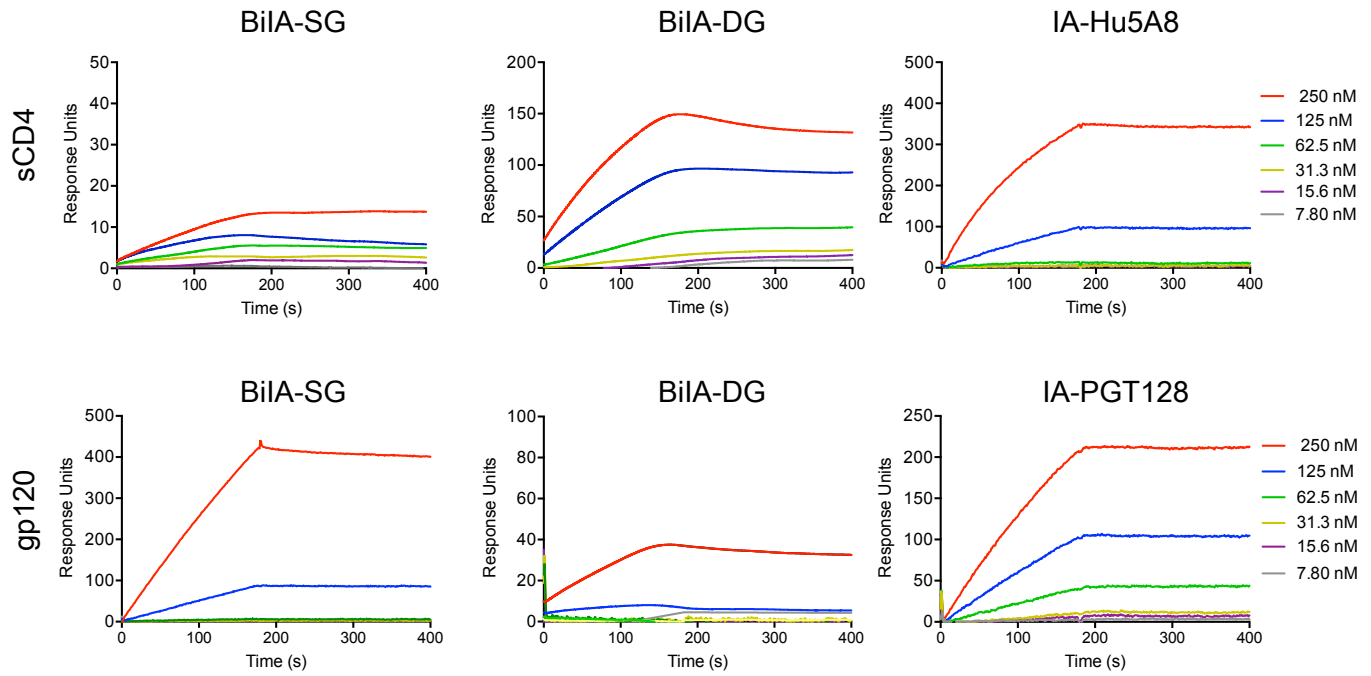 BiIA-SG
BiIA-DG
IA-Hu5A8
sCD4
Response Units
50
40
30
20
10
0
0 100 200 300 400
Time (s)
Response Units
200
150
100
50
0
0 100 200 300 400
Time (s)
Response Units
500
400
300
200
100
0
0 100 200 300 400
Time (s)
250 nM
125 nM
62.5 nM
31.3 nM
15.6 nM
7.80 nM
BiIA-SG
BiIA-DG
IA-PGT128
gp120
Response Units
500
400
300
200
100
0
0 100 200 300 400
Time (s)
Response Units
100
80
60
40
20
0
0 100 200 300 400
Time (s)
Response Units
250
200
150
100
50
0
0 100 200 300 400
Time (s)
250 nM
125 nM
62.5 nM
31.3 nM
15.6 nM
7.80 nM